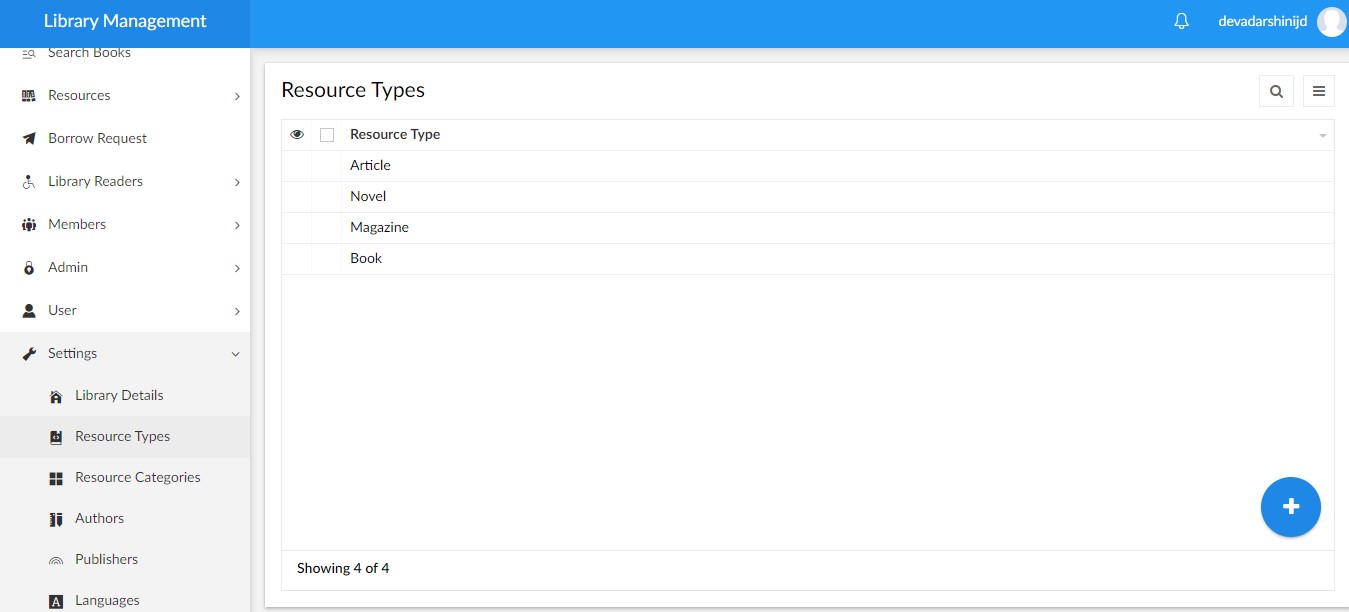 Library Management
devadarshinijd
Search Books
Resources
Borrow Request
Library Readers
Members
Admin
User
Settings
Library Details
Resource Types
Resource Categories
Authors
Publishers
Languages
Resource Types
Resource Type
Article
Novel
Magazine
Book
Showing 4 of 4